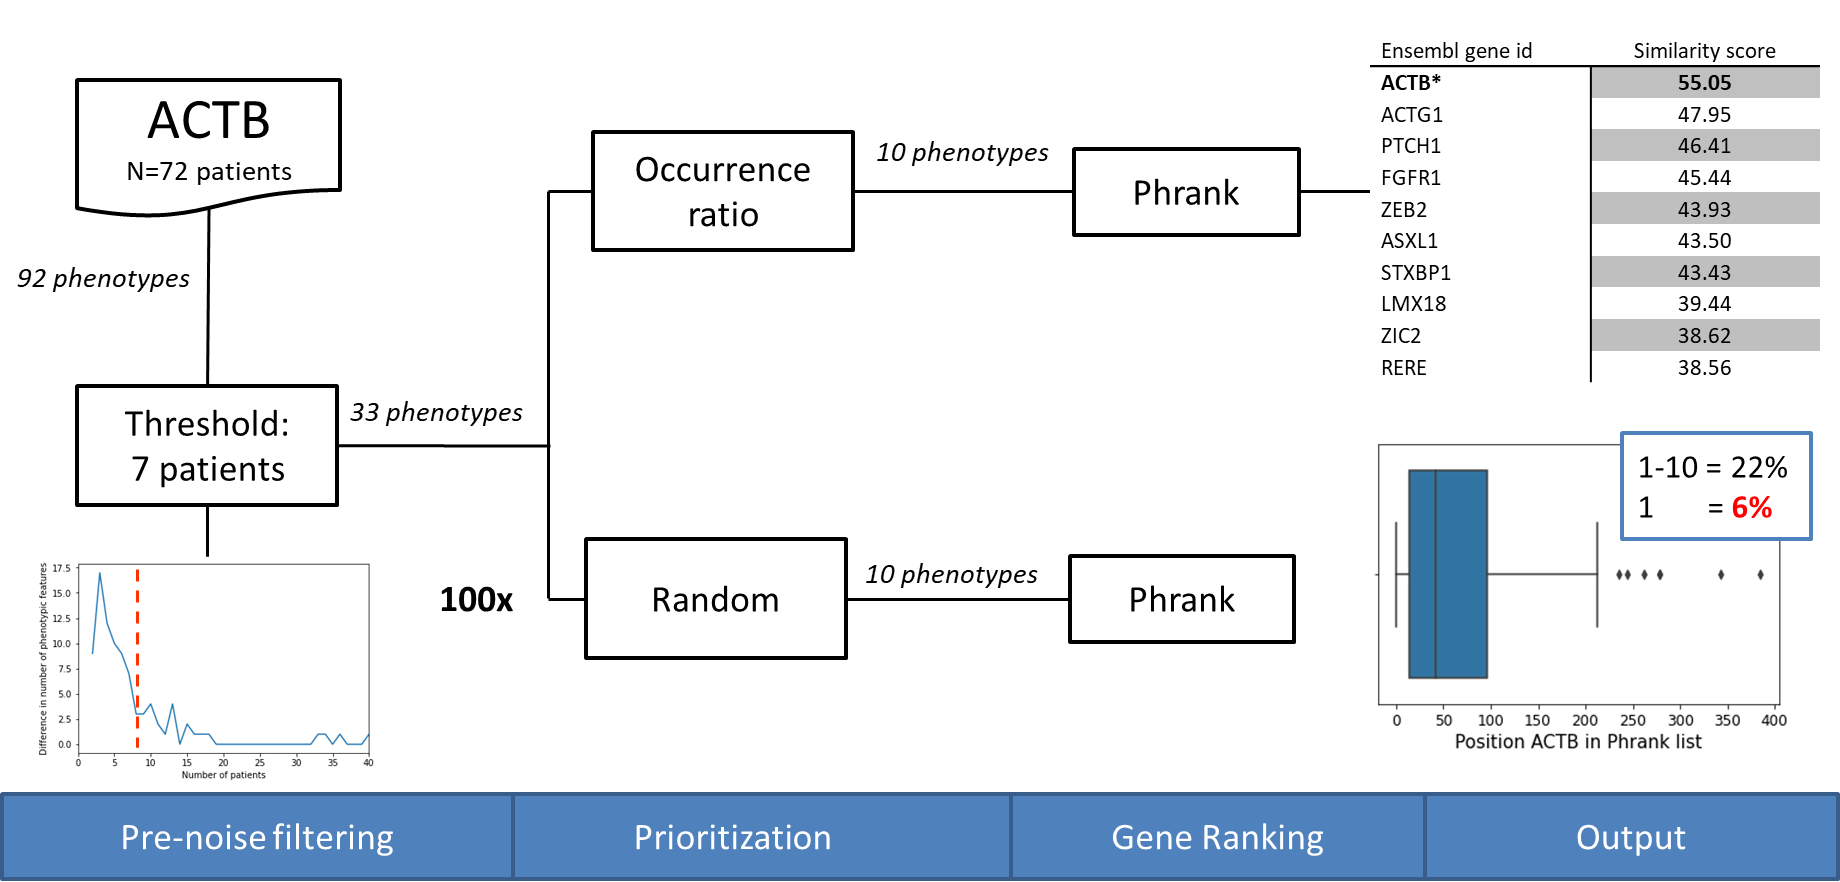 ACTB
N=72 patients
92 phenotypes
Threshold:
7 patients
33 phenotypes
Occurrence
ratio
10 phenotypes
Phrank
Ensembl gene id Similarity score
ACTB* 55.05
ACTG1 47.95
PTCH1 46.41
FGFR1 45.44
ZEB2 43.93
ASXL1 43.50
STXBP1 43.43
LMX18 39.44
ZIC2 38.62
RERE 38.56
100x
Random
10 phenotypes
Phrank
1-10 = 22%
1 = 6%
0 50 100 150 200 250 300 350 400
Position ACTB in Phrank list
Difference in number of phenotypic features
17.5
15.0
12.5
10.0
7.5
5.0
2.5
0.0
0 5 10 15 20 25 30 35 40
Number of patients
Pre-noise filtering Prioritization Gene Ranking Output